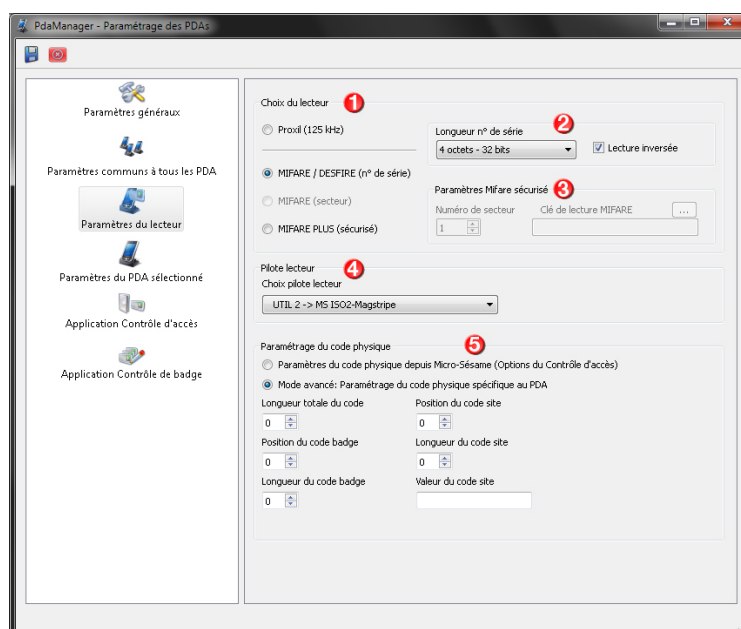 PdaManager - Paramétrage des PDAs
Paramètres généraux
Paramètres communs à tous les PDA
Paramètres du lecteur
Paramètres du PDA sélectionné
Application Contrôle d'accès
Application Contrôle de badge
Choix du lecteur 1
Proxil (125 kHz)
MIFARE / DESFIRE (n° de série)
MIFARE (secteur)
MIFARE PLUS (sécurisé)
Longueur n° de série 2
4 octets - 32 bits Lecture inversée
Paramètres Mifare sécurisé 3
Numéro de secteur Clé de lecture MIFARE ...
1
Pilote lecteur 4
Choix pilote lecteur
UTIL 2 -> MS ISO2-Magstripe
Paramétrage du code physique 5
Paramètres du code physique depuis Micro-Sésame (Options du Contrôle d'accès)
Mode avancé: Paramétrage du code physique spécifique au PDA
Longueur totale du code Position du code site
0 0
Position du code badge Longueur du code site
0 0
Longueur du code badge Valeur du code site
0